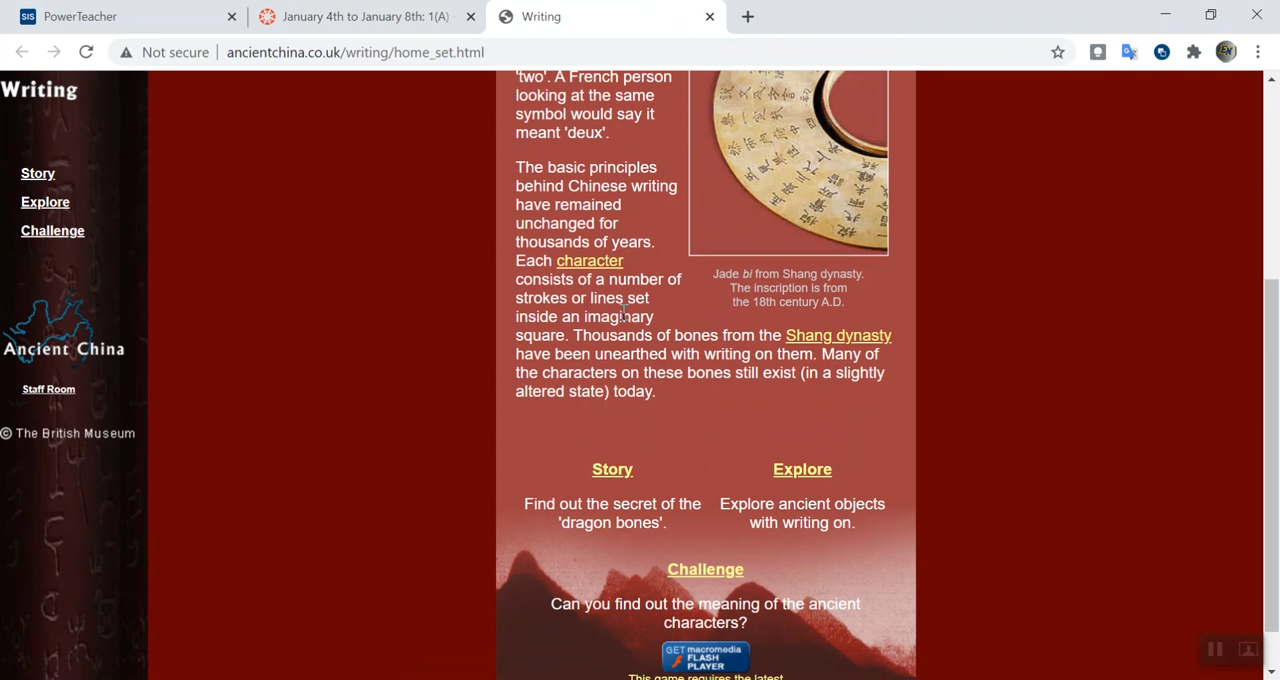 PowerTeacher
January 4th to January 8th: 1(A)
Writing
Not secure
ancientchina.co.uk/writing/home_set.html
Writing
Story
Explore
Challenge
Ancient China
Staff Room
© The British Museum
'two'. A French person
looking at the same
symbol would say it
meant 'deux'.
The basic principles
behind Chinese writing
have remained
unchanged for
thousands of years.
Each character
consists of a number of
strokes or lines set
inside an imaginary
square. Thousands of bones from the Shang dynasty
have been unearthed with writing on them. Many of
the characters on these bones still exist (in a slightly
altered state) today.
Jade bi from Shang dynasty.
The inscription is from
the 18th century A.D.
Story
Find out the secret of the
'dragon bones'.
Explore
Explore ancient objects
with writing on.
Challenge
Can you find out the meaning of the ancient
characters?
GET macromedia
FLASH
PLAYER
This game requires the latest